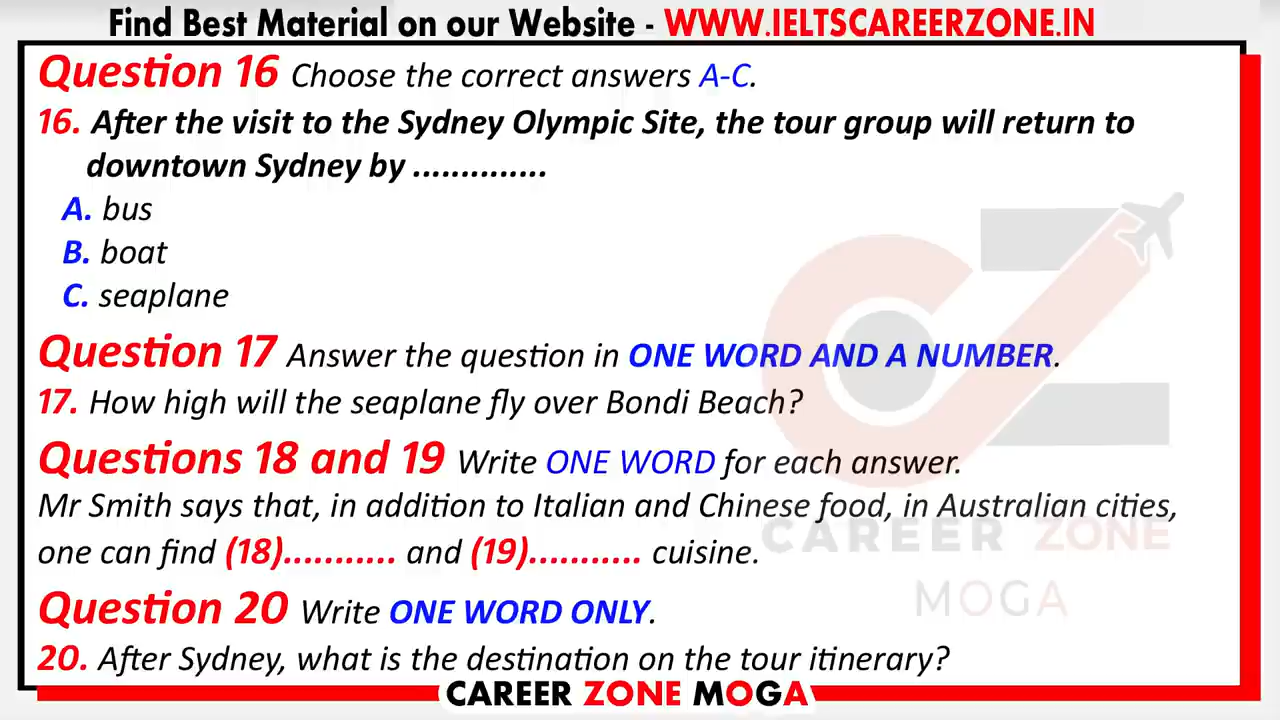 Find Best Material on our Website - WWW.IELTSCAREERZONE.IN
Question 16 Choose the correct answers A-C.
16. After the visit to the Sydney Olympic Site, the tour group will return to
downtown Sydney by ..............
A. bus
B. boat
C. seaplane
Question 17 Answer the question in ONE WORD AND A NUMBER.
17. How high will the seaplane fly over Bondi Beach?
Questions 18 and 19 Write ONE WORD for each answer.
Mr Smith says that, in addition to Italian and Chinese food, in Australian cities,
one can find (18)........... and (19)........... cuisine.
CAREER ZONE
MOGA
Question 20 Write ONE WORD ONLY.
20. After Sydney, what is the destination on the tour itinerary?
CAREER ZONE MOGA